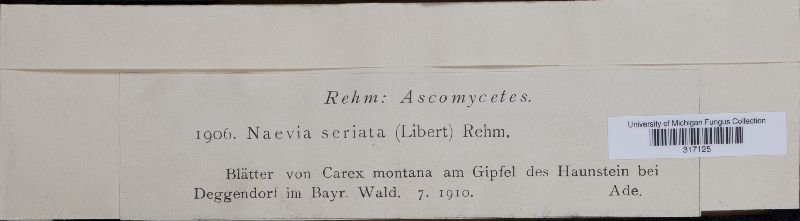 Rehm: Ascomycetes.
1906. Naevia seriata (Libert) Rehm.
University of Michigan Fungus Collection
317125
Blätter von Carex montana am Gipfel des Haunstein bei
Deggendorf im Bayr. Wald. 7. 1910. Ade.